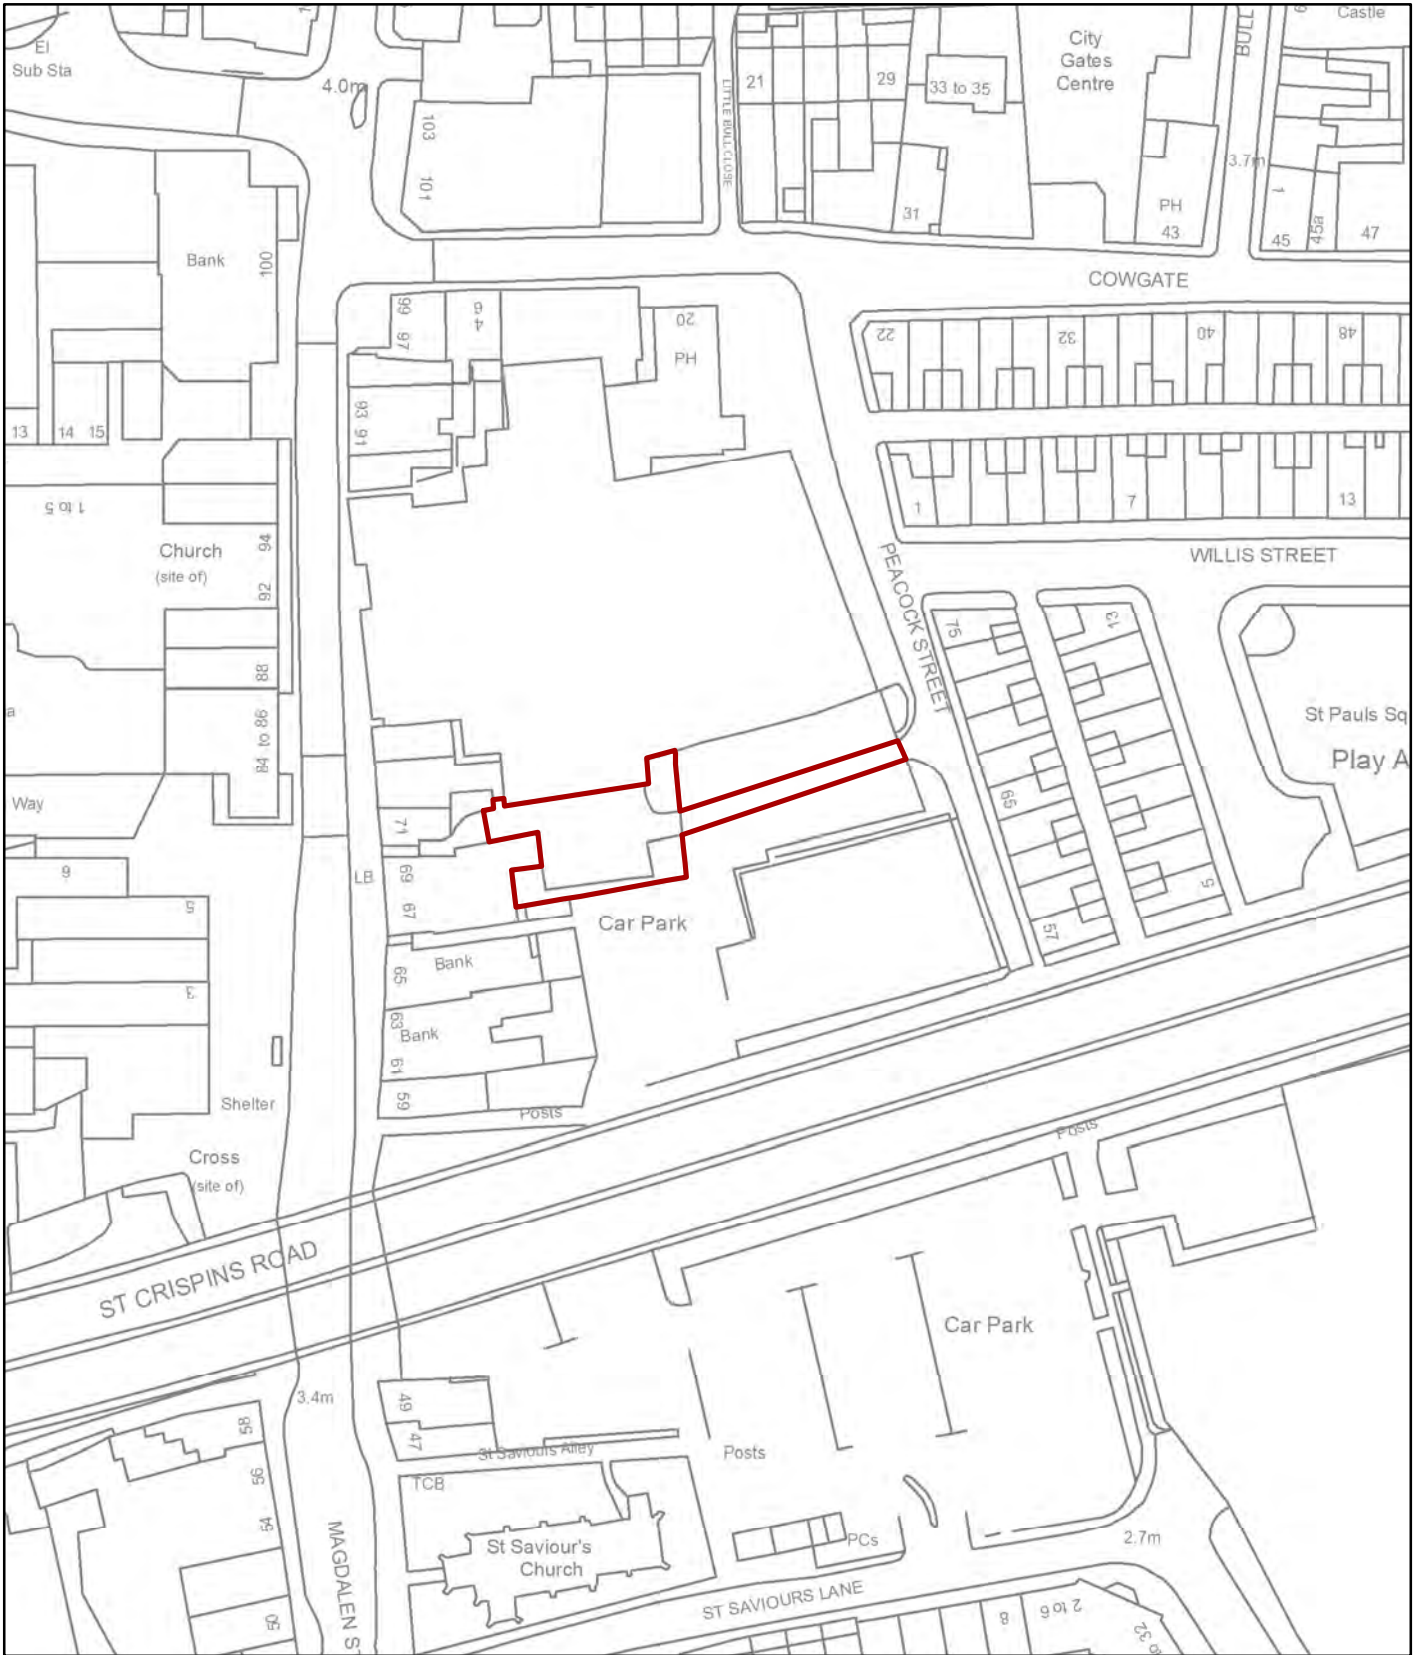 El
Sub Sta
4.0m
103
101
LITTLE BULL CLOSE
21
29
33 to 35
31
City
Gates
Centre
PH
43
BULL
3.7m
Castle
1
45
45a
47
COWGATE
Bank
100
13
14
15
1 to 5
Church
(site of)
94
92
88
84 to 86
Way
99
97
4-6
93
91
20
PH
22
32
40
48
1
7
13
PEACOCK STREET
WILLIS STREET
75
13
65
57
5
St Pauls Sq
Play A
71
69
67
LB
Car Park
Bank
65
63
Bank
61
59
Posts
9
5
3
Shelter
Cross
(site of)
ST CRISPINS ROAD
Posts
Car Park
3.4m
58
56
54
50
49
47
St Saviours Alley
TCB
St Saviour's
Church
MAGDALEN S
Posts
PCs
2.7m
ST SAVIOURS LANE
8
2 to 6
to 32